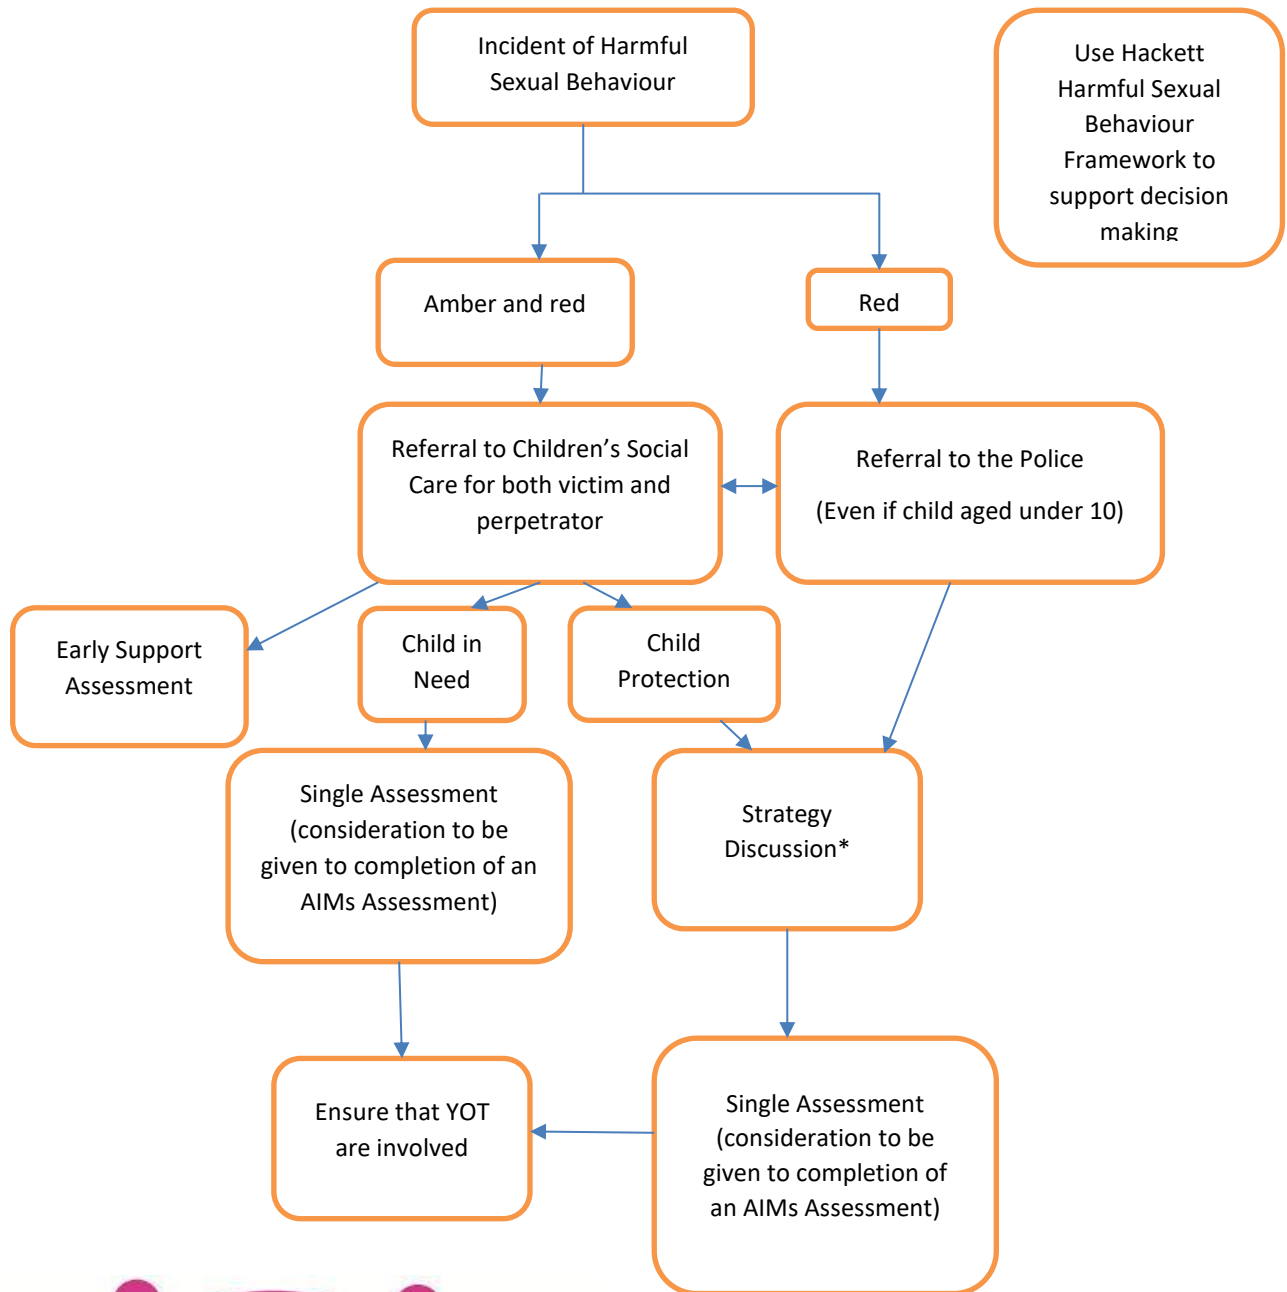 Incident of Harmful
Sexual Behaviour
Use Hackett
Harmful Sexual
Behaviour
Framework to
support decision
making
Amber and red
Red
Referral to Children’s Social
Care for both victim and
perpetrator
Referral to the Police
(Even if child aged under 10)
Early Support
Assessment
Child in
Need
Child
Protection
Single Assessment
(consideration to be
given to completion of an
AIMs Assessment)
Strategy
Discussion*
Ensure that YOT
are involved
Single Assessment
(consideration to be
given to completion of
an AIMs Assessment)